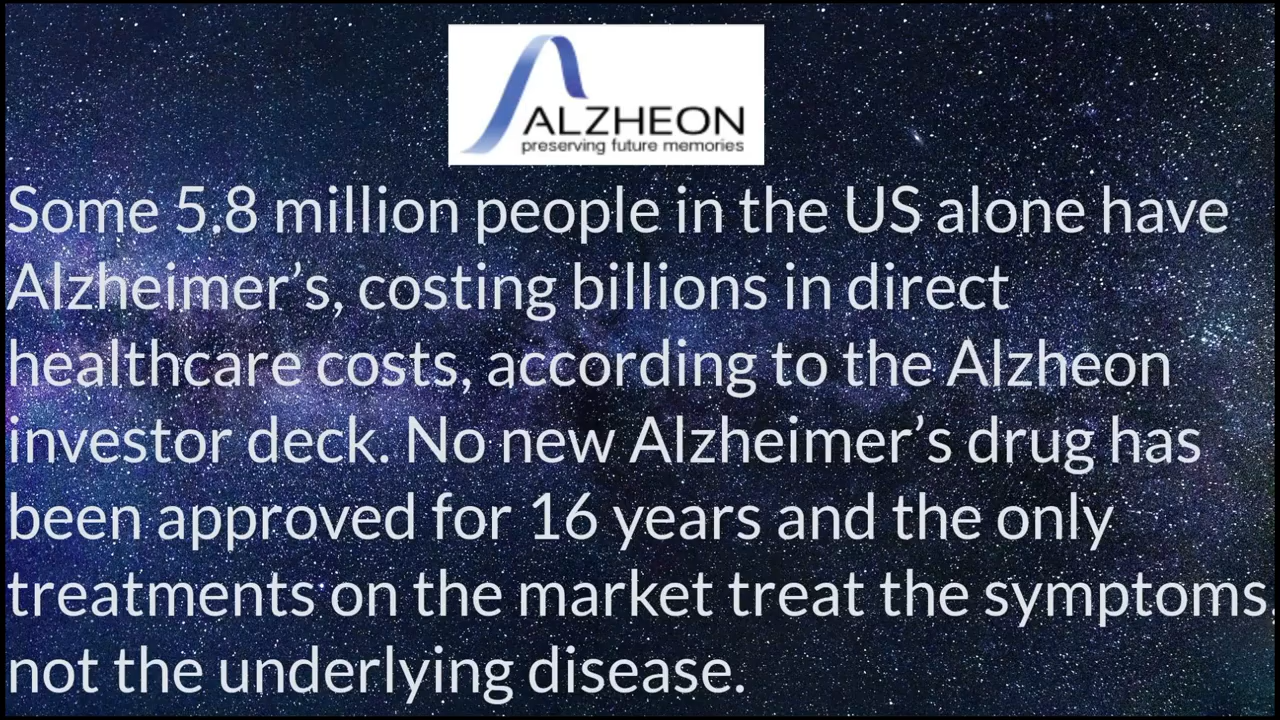 ALZHEON
preserving future memories
Some 5.8 million people in the US alone have
Alzheimer’s, costing billions in direct
healthcare costs, according to the Alzheon
investor deck. No new Alzheimer’s drug has
been approved for 16 years and the only
treatments on the market treat the symptoms,
not the underlying disease.